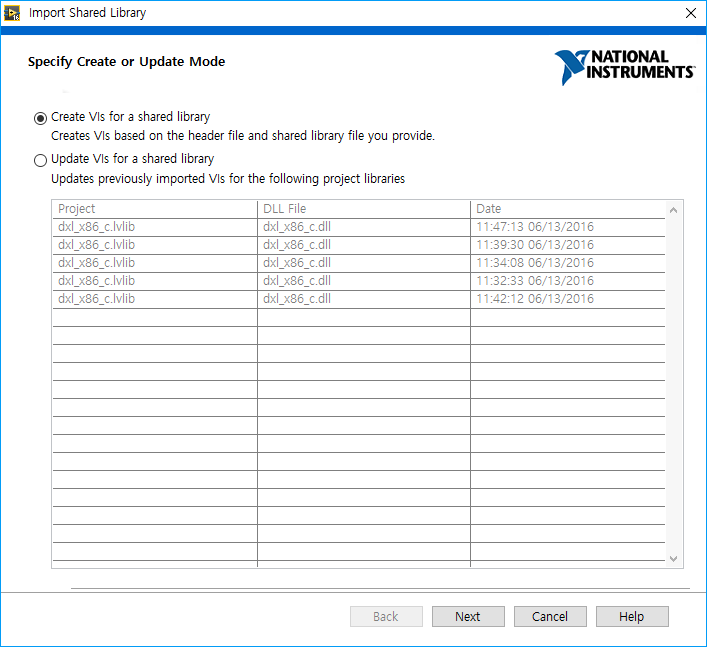 Import Shared Library
Specify Create or Update Mode
NATIONAL
INSTRUMENTS
Create VIs for a shared library
Creates VIs based on the header file and shared library file you provide.
Update VIs for a shared library
Updates previously imported VIs for the following project libraries
Project DLL File Date
dxl_x86_c.lvlib dxl_x86_c.dll 11:47:13 06/13/2016
dxl_x86_c.lvlib dxl_x86_c.dll 11:39:30 06/13/2016
dxl_x86_c.lvlib dxl_x86_c.dll 11:34:08 06/13/2016
dxl_x86_c.lvlib dxl_x86_c.dll 11:32:33 06/13/2016
dxl_x86_c.lvlib dxl_x86_c.dll 11:42:12 06/13/2016
Back Next Cancel Help